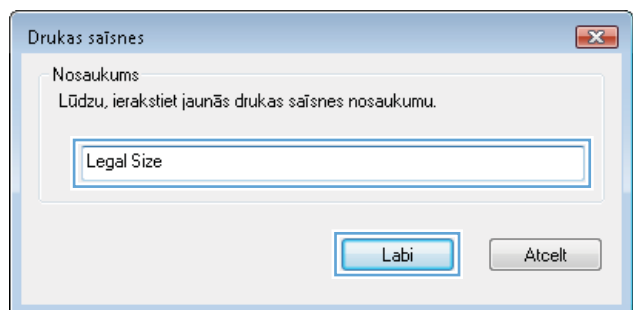 Drukas saīsnes
Nosaukums
Lūdzu, ierakstiet jaunās drukas saīsnes nosaukumu.
Legal Size
Labi
Atcelt